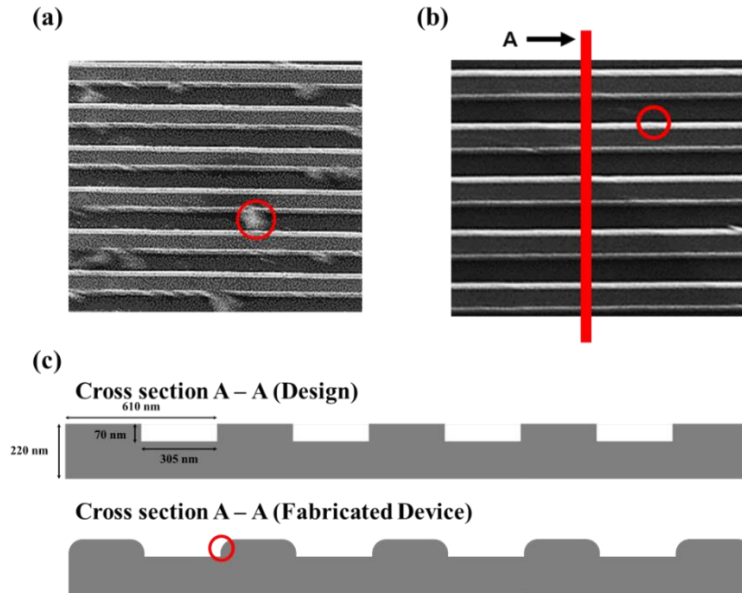 (a)
(b)
A
(c)
Cross section A – A (Design)
610 nm
70 nm
220 nm
305 nm
Cross section A – A (Fabricated Device)